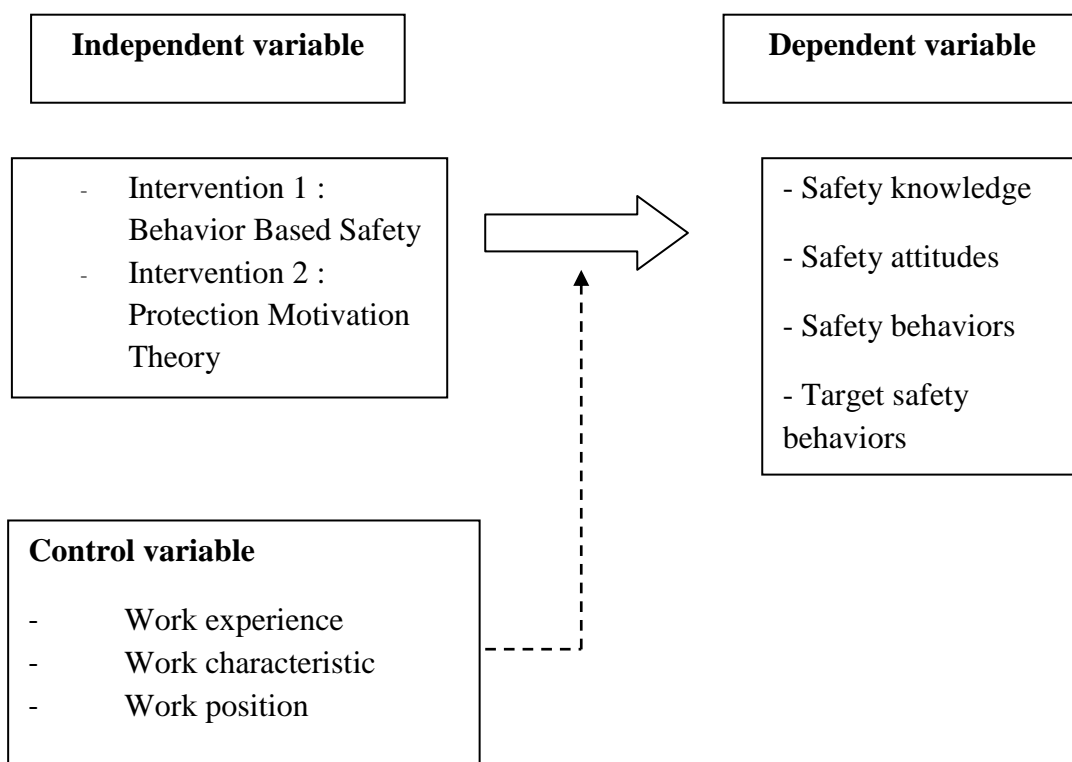 Independent variable
Dependent variable
- Intervention 1 :
Behavior Based Safety
- Intervention 2 :
Protection Motivation
Theory
- Safety knowledge
- Safety attitudes
- Safety behaviors
- Target safety
behaviors
Control variable
- Work experience
- Work characteristic
- Work position